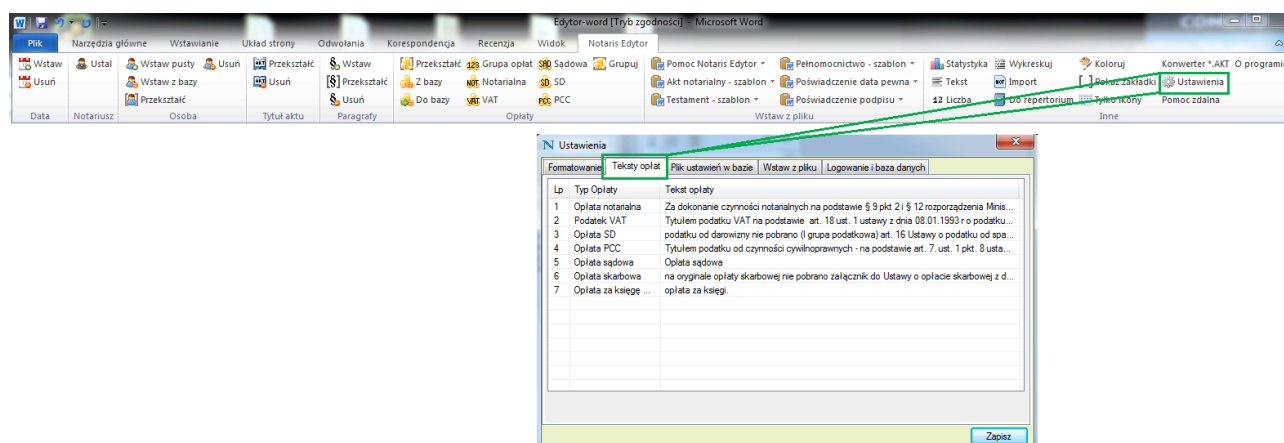 Edytor-word [Tryb zgodności] - Microsoft Word
Plik Narzędzia główne Wstawianie Układ strony Odwołania Korespondencja Recenzja Widok Notaris Edytor
Wstaw Ustal Wstaw pusty Usuń Przekształć Wstaw Przekształć Grupa opłat Sądowa Grupuj Pomoc Notaris Edytor Pełnomocnictwo - szablon Statystyka Wykreskuj Koloruj Konwerter *.AKT O programie
Usuń Wstaw z bazy Usuń Przekształć Z bazy Notarialna SD Akt notarialny - szablon Poświadczenie data pewna Tekst Import Pokaż zakładki Ustawienia
Przekształć Usuń Do bazy VAT PCC Testament - szablon Poświadczenie podpisu 12 Liczba Do repertorium Tylko ikony Pomoc zdalna
Data Notariusz Osoba Tytuł aktu Paragrafy Opłaty Wstaw z pliku Inne
Ustawienia
Formatowanie Teksty opłat Plik ustawień w bazie Wstaw z pliku Logowanie i baza danych
Lp Typ Opłaty Tekst opłaty
1 Opłata notarialna Za dokonanie czynności notarialnych na podstawie § 9 pkt 2 i § 12 rozporządzenia Minis...
2 Podatek VAT Tytułem podatku VAT na podstawie art. 18 ust. 1 ustawy z dnia 08.01.1993 r o podatku...
3 Opłata SD podatku od darowizny nie pobrano (I grupa podatkowa) art. 16 Ustawy o podatku od spa...
4 Opłata PCC Tytułem podatku od czynności cywilnoprawnych - na podstawie art. 7. ust. 1 pkt. 8 usta...
5 Opłata sądowa Opłata sądowa
6 Opłata skarbowa na oryginale opłaty skarbowej nie pobrano załącznik do Ustawy o opłacie skarbowej z d...
7 Opłata za księgę ... opłata za księgi.
Zapisz